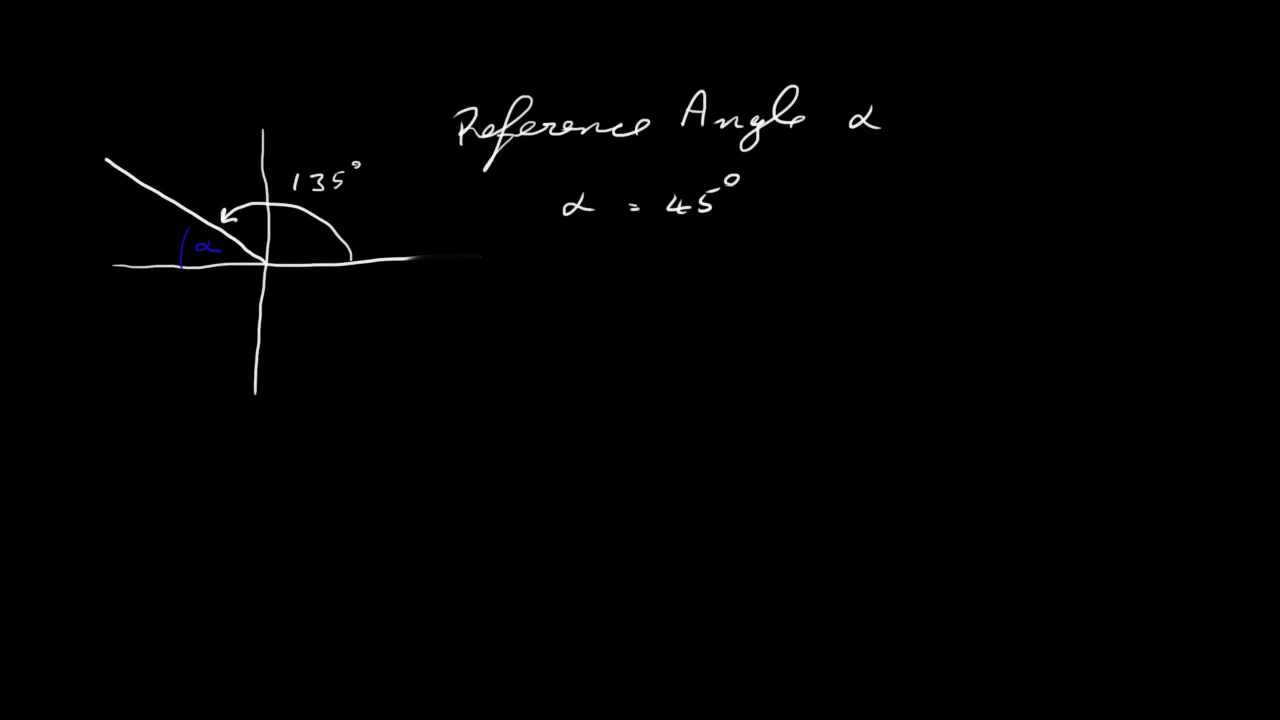 Reference Angle α
135°
α = 45°
α